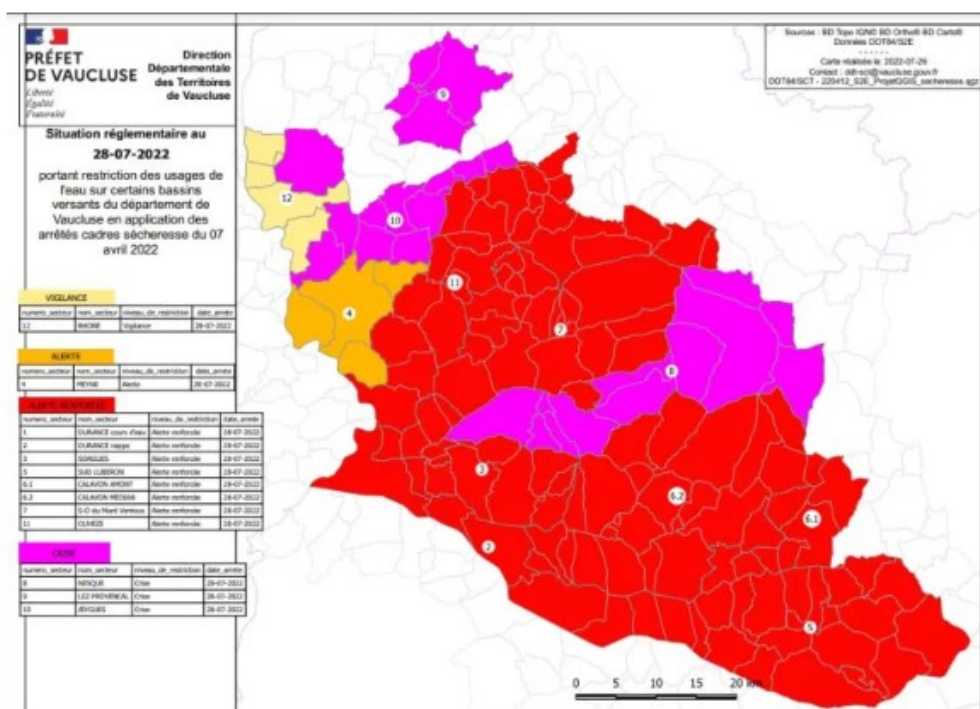 PRÉFET
DE VAUCLUSE
Liberté
Égalité
Fraternité
Direction
Départementale
des Territoires
de Vaucluse
Situation réglementaire au
28-07-2022
portant restriction des usages de
l'eau sur certains bassins
versants du département de
Vaucluse en application des
arrêtés cadres sécheresse du 07
avril 2022
VIGILANCE
numero_secteur nom_secteur niveau_de_restriction date_arrete
12 RHONE Vigilance 28-07-2022
ALERTE
numero_secteur nom_secteur niveau_de_restriction date_arrete
4 MEYNE Alerte 28-07-2022
ALERTE RENFORCEE
numero_secteur nom_secteur niveau_de_restriction date_arrete
1 DURANCE cours d'eau Alerte renforcée 28-07-2022
2 DURANCE nappe Alerte renforcée 28-07-2022
3 SORGUES Alerte renforcée 28-07-2022
5 SUD LUBERON Alerte renforcée 28-07-2022
6.1 CALAVON AMONT Alerte renforcée 28-07-2022
6.2 CALAVON MEDIAN Alerte renforcée 28-07-2022
7 S-O du Mont Ventoux Alerte renforcée 28-07-2022
11 OUVEZE Alerte renforcée 28-07-2022
CRISE
numero_secteur nom_secteur niveau_de_restriction date_arrete
8 NESQUE Crise 28-07-2022
9 LEZ PROVENCAL Crise 28-07-2022
10 AYGUES Crise 28-07-2022
Sources : BD Topo IGN© BD Ortho® BD Carto®
Données DDT84/S2E
- - - - - -
Carte réalisée le: 2022-07-26
Contact : ddt-sct@vaucluse.gouv.fr
9
12
10
11
4
7
8
3
6.2
6.1
2
5
0 5 10 15 20 km